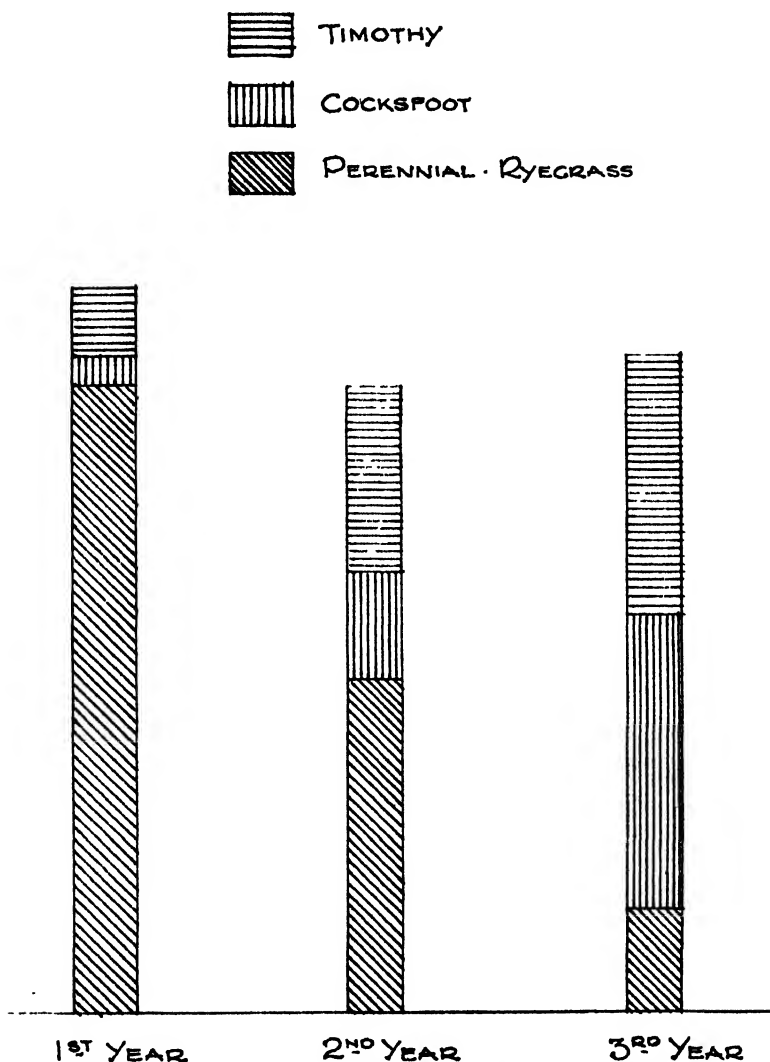 TIMOTHY
COCKSFOOT
PERENNIAL · RYEGRASS
1ST YEAR 2ND YEAR 3RD YEAR